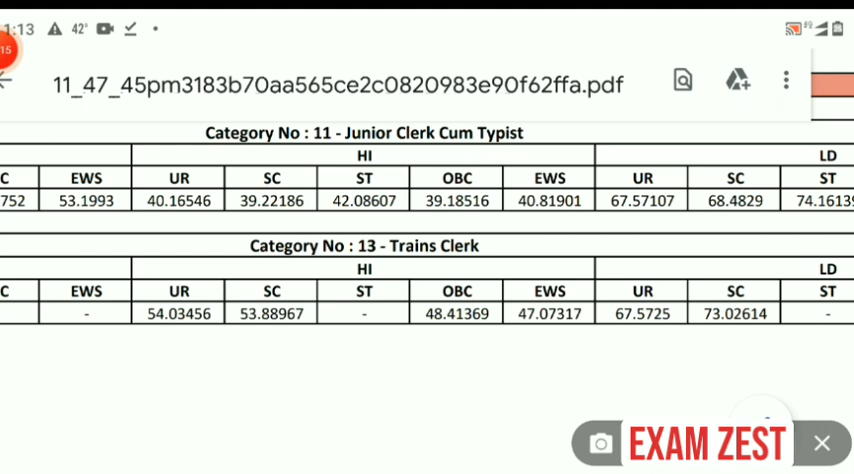 1:13 42°
15
11_47_45pm3183b70aa565ce2c0820983e90f62ffa.pdf
Category No : 11 - Junior Clerk Cum Typist
HI LD
C EWS UR SC ST OBC EWS UR SC ST
752 53.1993 40.16546 39.22186 42.08607 39.18516 40.81901 67.57107 68.4829 74.1613
Category No : 13 - Trains Clerk
HI LD
C EWS UR SC ST OBC EWS UR SC ST
- 54.03456 53.88967 - 48.41369 47.07317 67.5725 73.02614 -
EXAM ZEST